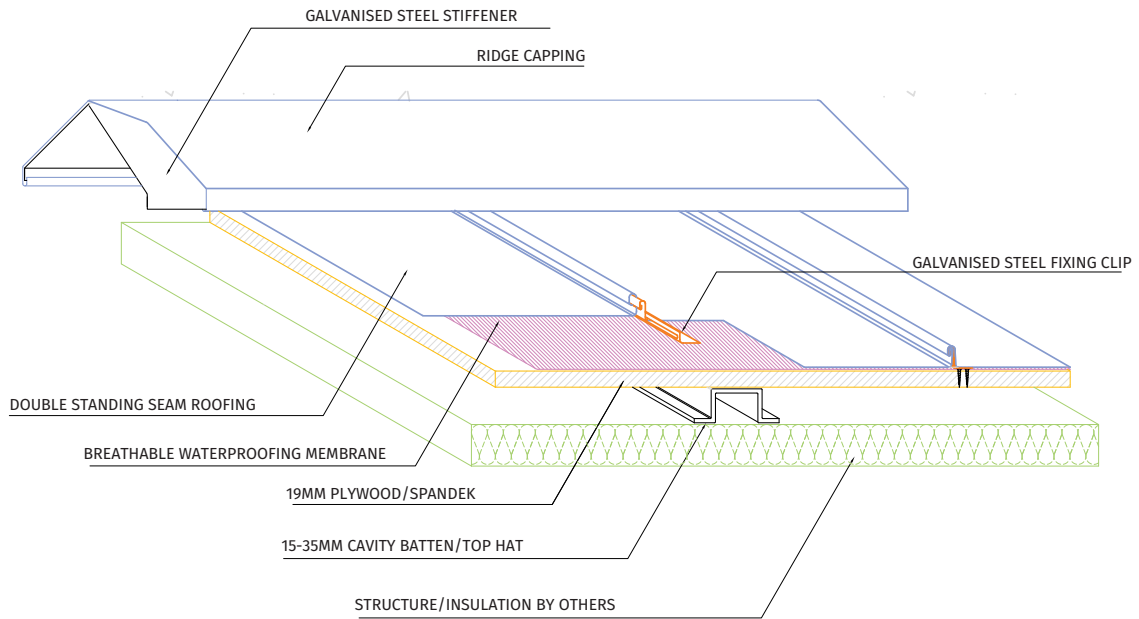 GALVANISED STEEL STIFFENER
RIDGE CAPPING
GALVANISED STEEL FIXING CLIP
DOUBLE STANDING SEAM ROOFING
BREATHABLE WATERPROOFING MEMBRANE
19MM PLYWOOD/SPANDEK
15-35MM CAVITY BATTEN/TOP HAT
STRUCTURE/INSULATION BY OTHERS